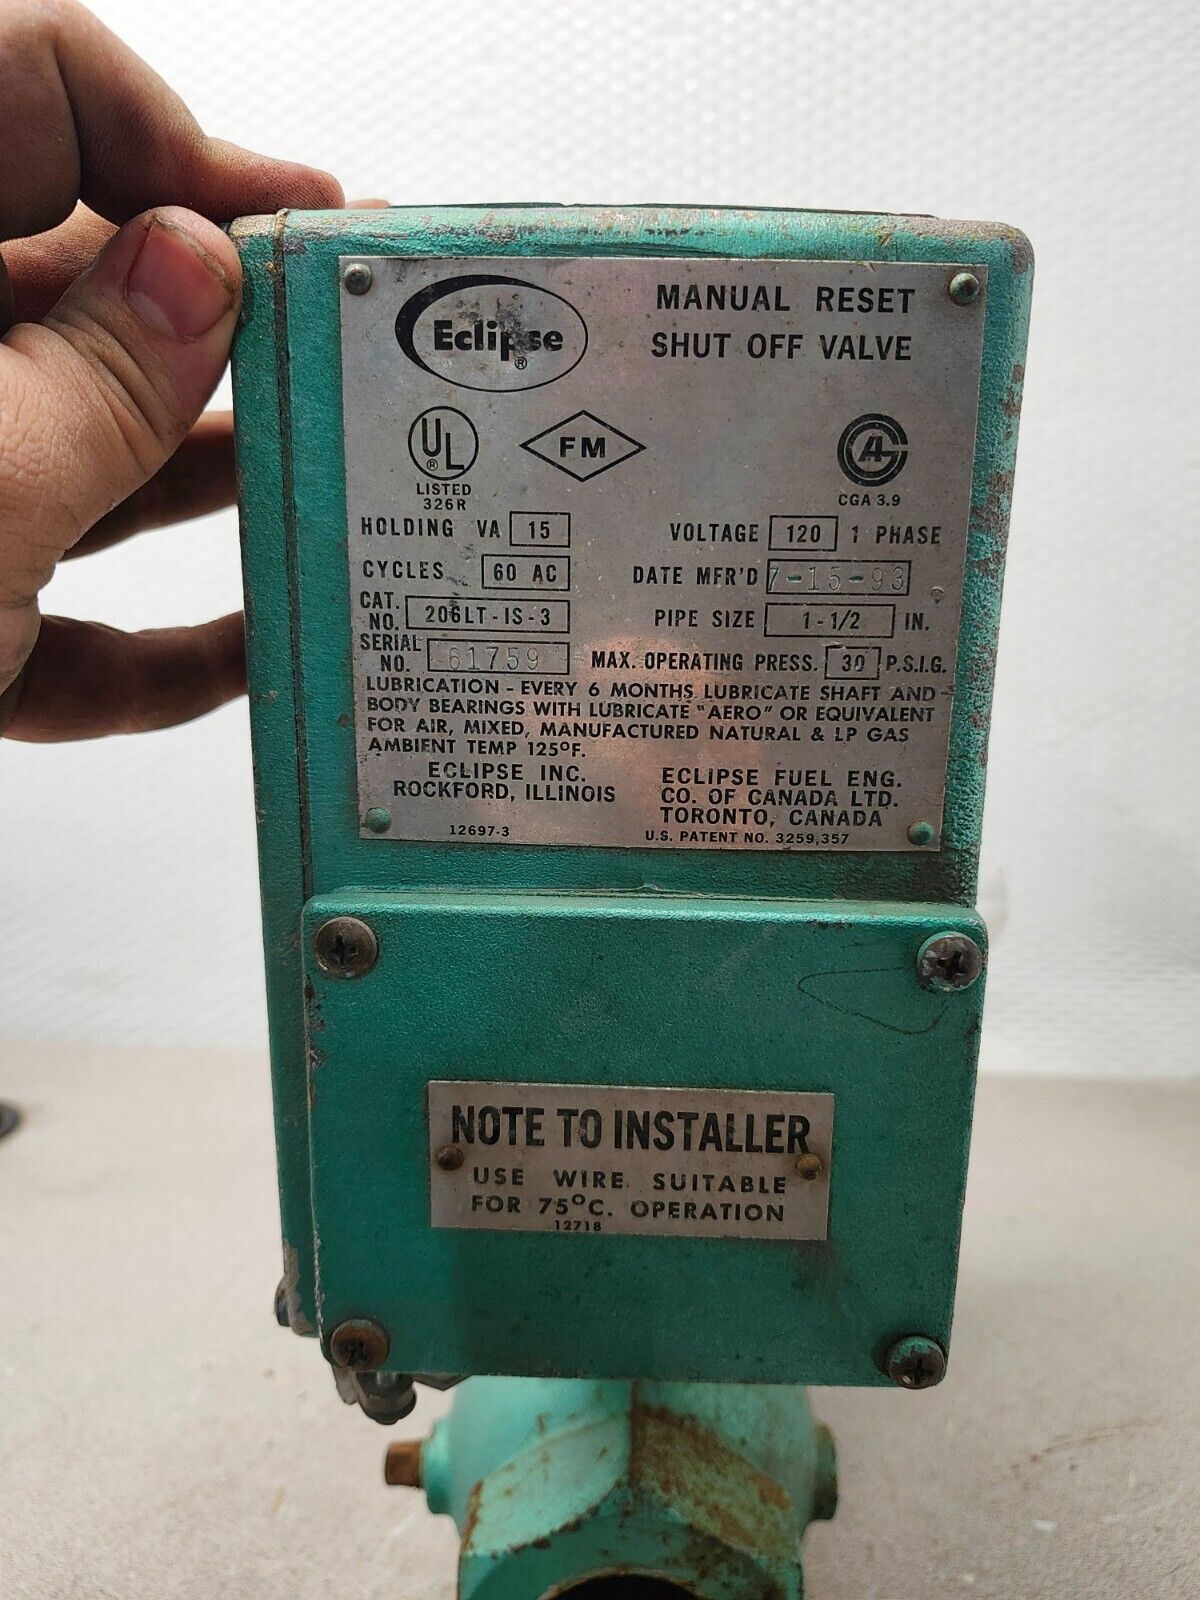 Eclipse
®
MANUAL RESET
SHUT OFF VALVE
UL
®
LISTED
326R
FM
CGA 3.9
HOLDING VA 15
VOLTAGE 120 1 PHASE
CYCLES 60 AC
DATE MFR'D 7-15-93
CAT. NO. 206LT-IS-3
PIPE SIZE 1-1/2 IN.
SERIAL NO. 61759
MAX. OPERATING PRESS. 30 P.S.I.G.
LUBRICATION - EVERY 6 MONTHS LUBRICATE SHAFT AND
BODY BEARINGS WITH LUBRICATE "AERO" OR EQUIVALENT
FOR AIR, MIXED, MANUFACTURED NATURAL & LP GAS
AMBIENT TEMP 125°F.
ECLIPSE INC.
ROCKFORD, ILLINOIS
12697-3
ECLIPSE FUEL ENG.
CO. OF CANADA LTD.
TORONTO, CANADA
U.S. PATENT NO. 3259,357
NOTE TO INSTALLER
USE WIRE SUITABLE
FOR 75°C. OPERATION
12718